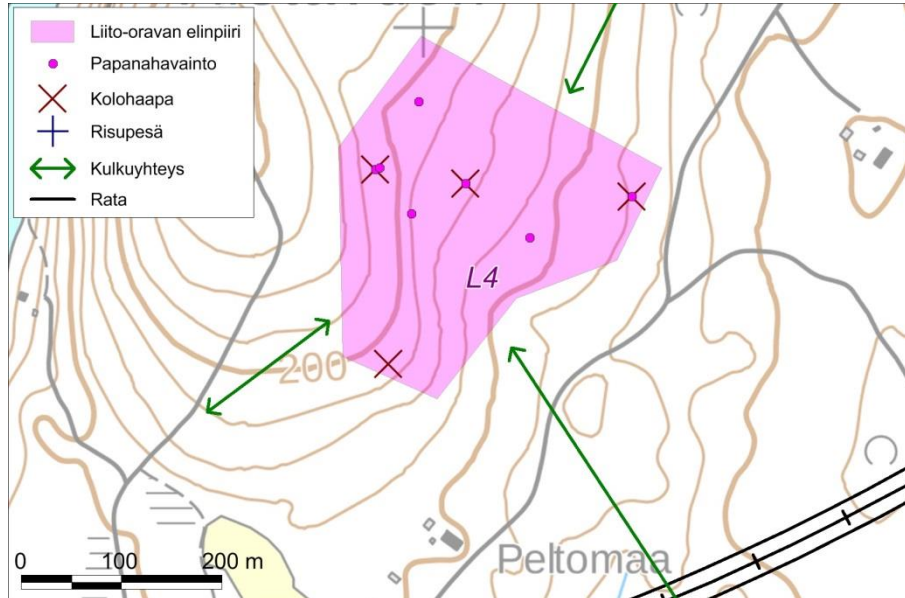 Liito-oravan elinpiiri
Papanahavainto
Kolohaapa
Risupesä
Kulkuyhteys
Rata
L4
200
0 100 200 m
Peltomaa